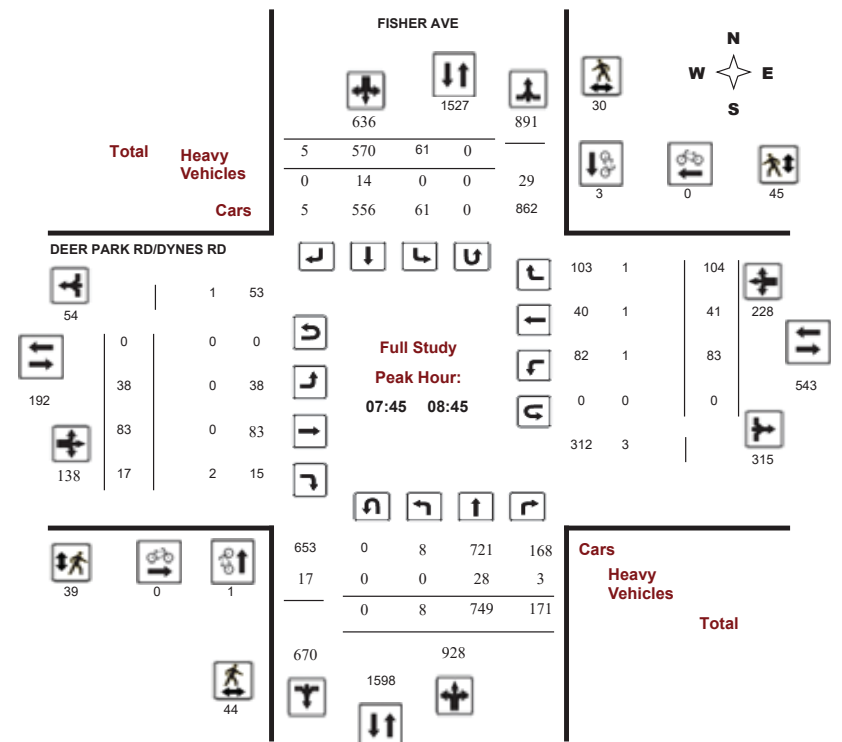 FISHER AVE
N
W E
S
1527
30
636 891
Total Heavy
Vehicles
5 570 61 0
0 14 0 0 29
3 0 45
Cars 5 556 61 0 862
DEER PARK RD/DYNES RD
103 1 104
1 53
54
40 1 41 228
0 0 0
Full Study
82 1 83
Peak Hour:
192 38 0 38
543
07:45 08:45
0 0 0
83 0 83
312 3
315
138 17 2 15
653 0 8 721 168 Cars
17 0 0 28 3 Heavy
Vehicles
39 0 1
0 8 749 171
Total
670 928
1598
44